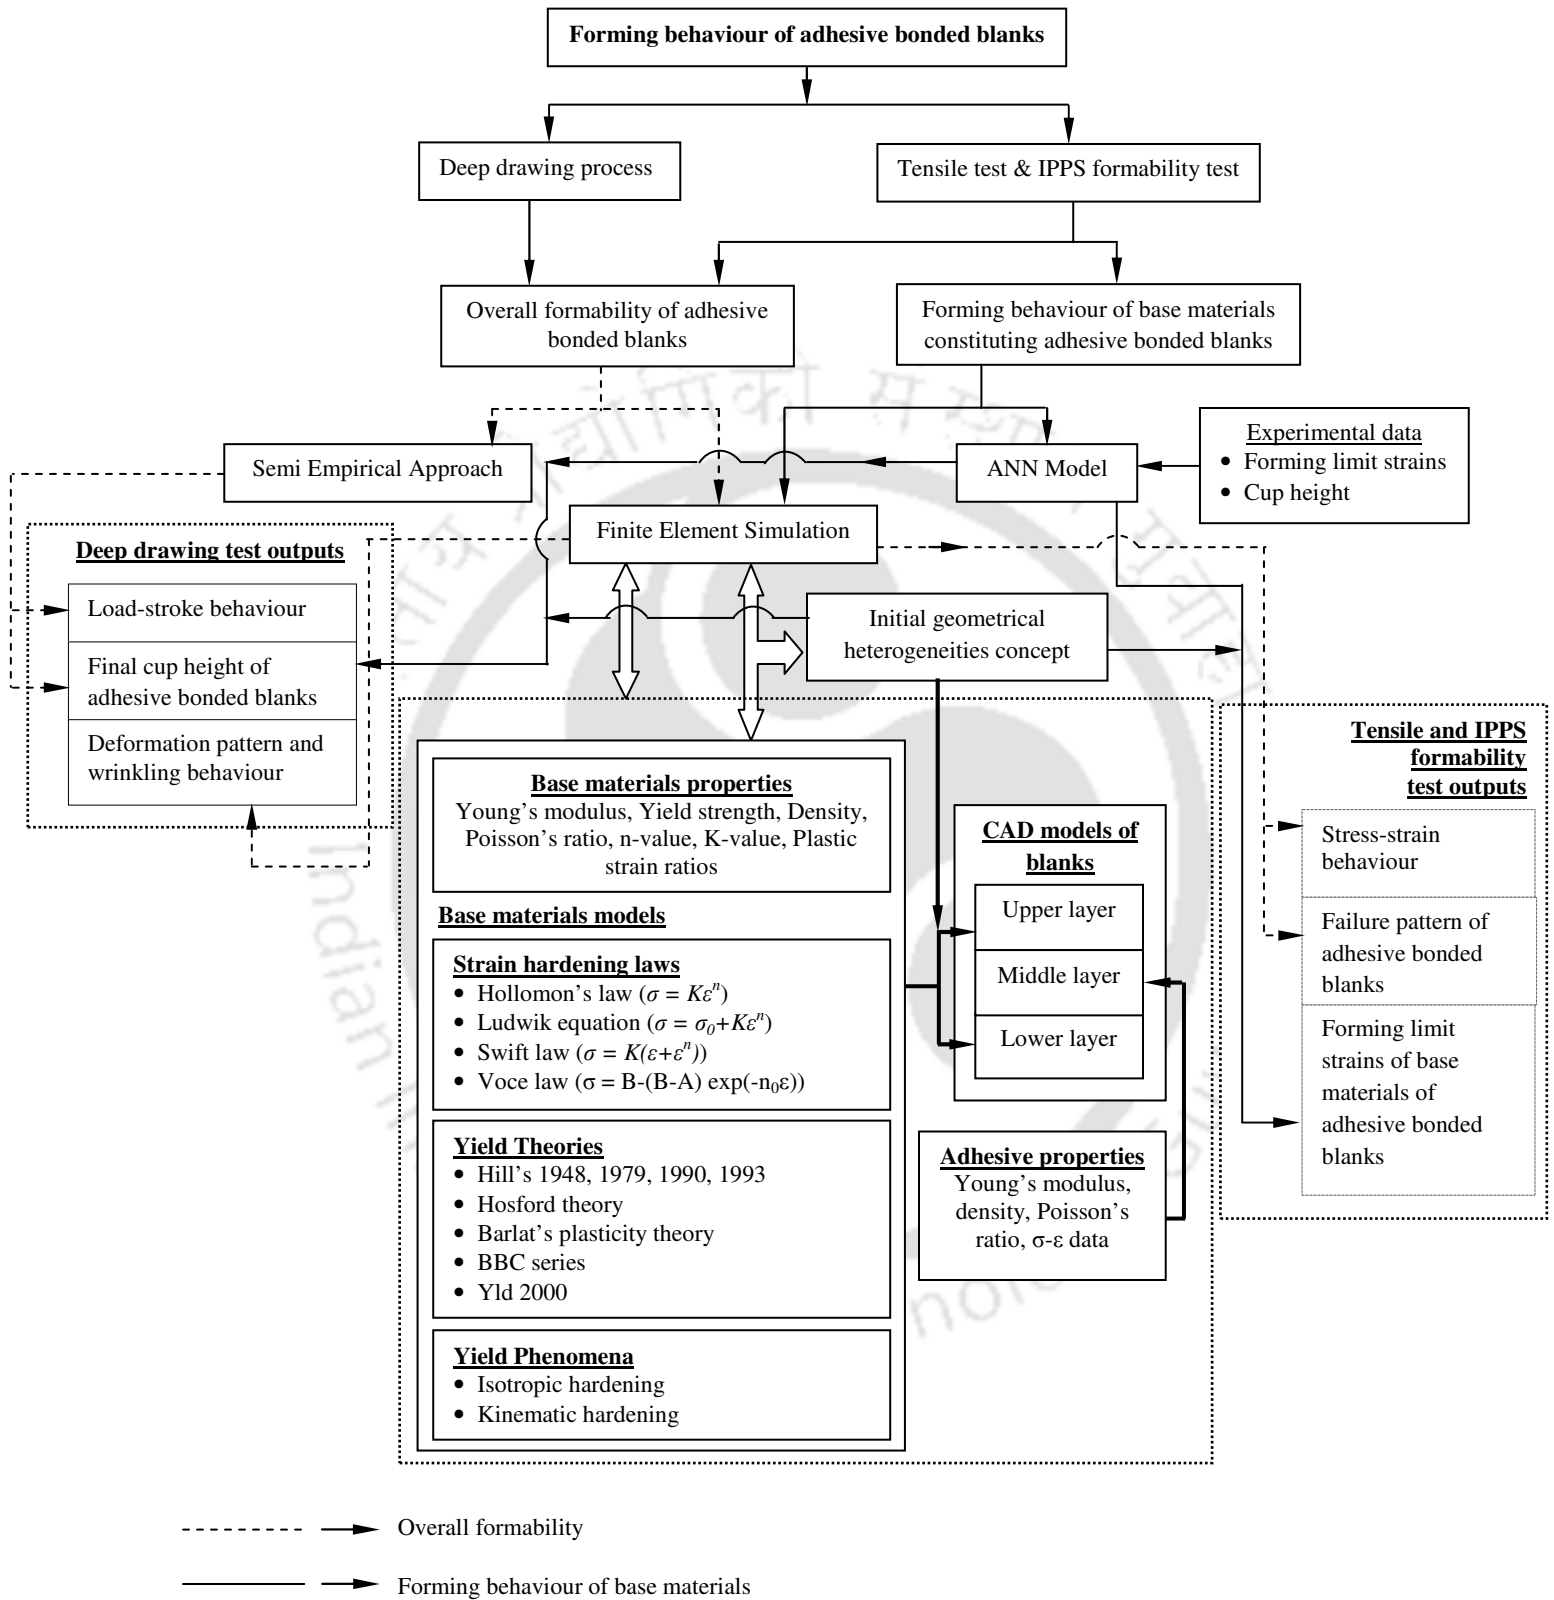 Forming behaviour of adhesive bonded blanks
Deep drawing process
Tensile test & IPPS formability test
Overall formability of adhesive
bonded blanks
Forming behaviour of base materials
constituting adhesive bonded blanks
Semi Empirical Approach
ANN Model
Experimental data
• Forming limit strains
• Cup height
Finite Element Simulation
Deep drawing test outputs
Load-stroke behaviour
Final cup height of
adhesive bonded blanks
Deformation pattern and
wrinkling behaviour
Initial geometrical
heterogeneities concept
Base materials properties
Young's modulus, Yield strength, Density,
Poisson's ratio, n-value, K-value, Plastic
strain ratios
Base materials models
Strain hardening laws
• Hollomon's law (σ = Kεⁿ)
• Ludwik equation (σ = σ₀+Kεⁿ)
• Swift law (σ = K(ε+εⁿ))
• Voce law (σ = B-(B-A) exp(-n₀ε))
Yield Theories
• Hill's 1948, 1979, 1990, 1993
• Hosford theory
• Barlat's plasticity theory
• BBC series
• Yld 2000
Yield Phenomena
• Isotropic hardening
• Kinematic hardening
CAD models of
blanks
Upper layer
Middle layer
Lower layer
Adhesive properties
Young's modulus,
density, Poisson's
ratio, σ-ε data
Tensile and IPPS
formability
test outputs
Stress-strain
behaviour
Failure pattern of
adhesive bonded
blanks
Forming limit
strains of base
materials of
adhesive bonded
blanks
Overall formability
Forming behaviour of base materials
Indian